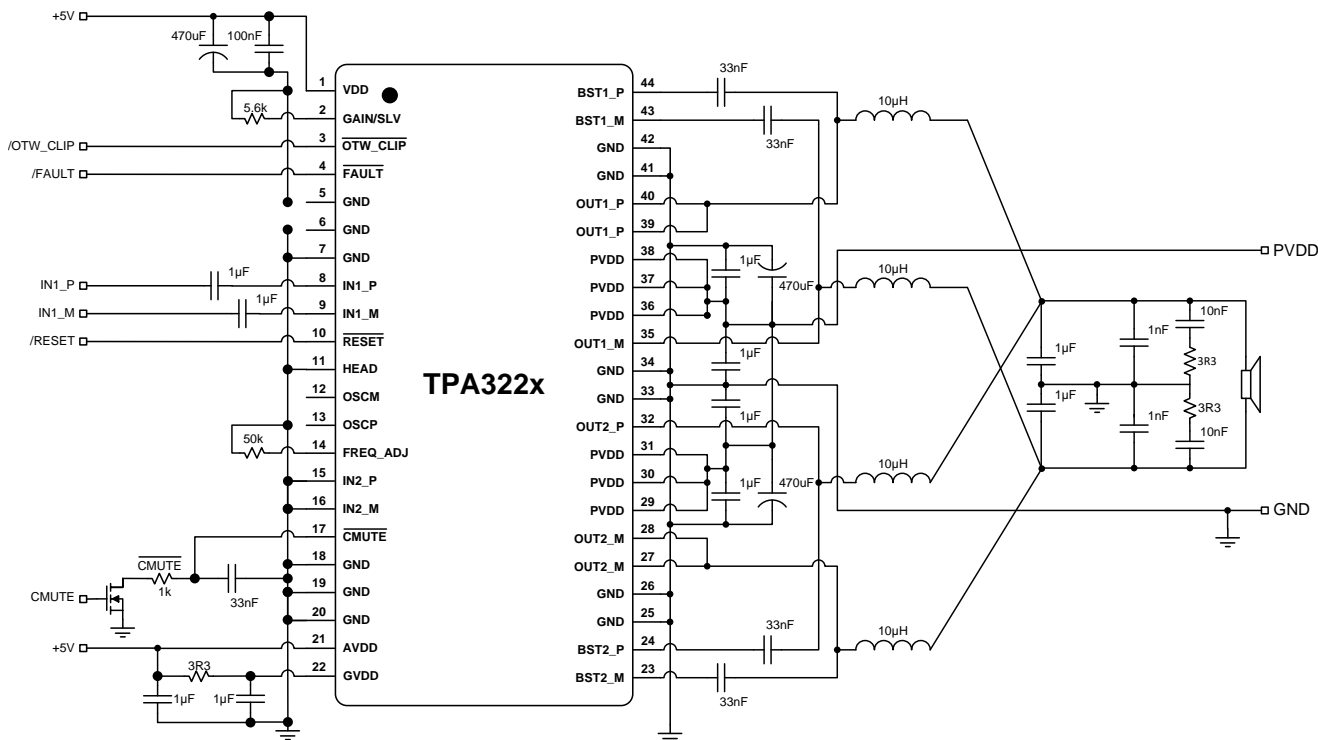 +5V
470uF
100nF
5.6k
/OTW_CLIP
/FAULT
IN1_P
1µF
IN1_M
1µF
/RESET
50k
CMUTE
CMUTE
1k
33nF
+5V
3R3
1µF
1µF
1 VDD
2 GAIN/SLV
3 OTW_CLIP
4 FAULT
5 GND
6 GND
7 GND
8 IN1_P
9 IN1_M
10 RESET
11 HEAD
12 OSCM
13 OSCP
14 FREQ_ADJ
15 IN2_P
16 IN2_M
17 CMUTE
18 GND
19 GND
20 GND
21 AVDD
22 GVDD
TPA322x
BST1_P 44
BST1_M 43
GND 42
GND 41
OUT1_P 40
OUT1_P 39
PVDD 38
PVDD 37
PVDD 36
OUT1_M 35
GND 34
GND 33
OUT2_P 32
PVDD 31
PVDD 30
PVDD 29
OUT2_M 28
OUT2_M 27
GND 26
GND 25
BST2_P 24
BST2_M 23
33nF
33nF
10µH
1µF
470uF
10µH
1µF
1µF
1µF
470uF
10µH
33nF
33nF
10µH
PVDD
1µF
1nF
10nF
3R3
1µF
1nF
3R3
10nF
GND